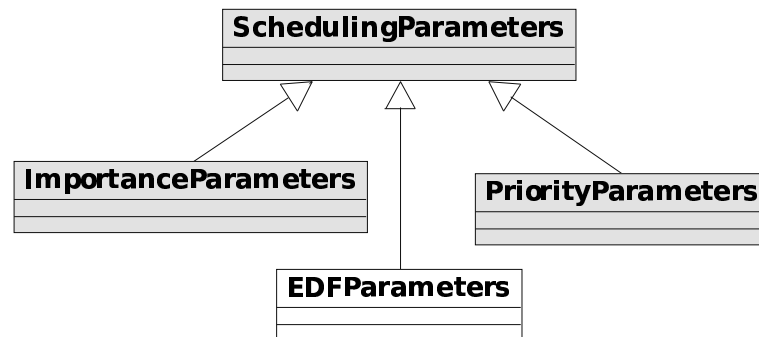 SchedulingParameters
ImportanceParameters
PriorityParameters
EDFParameters